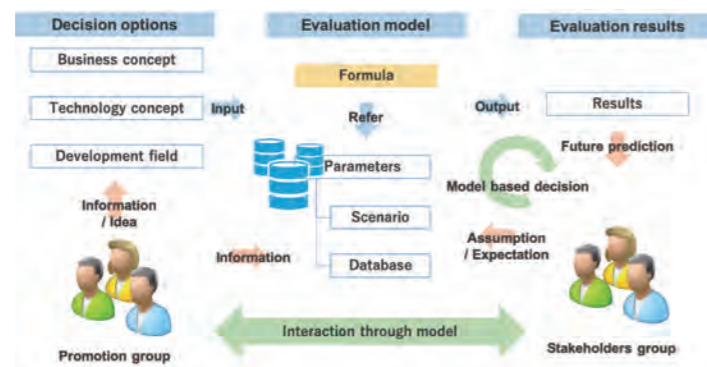 Decision options
Evaluation model
Evaluation results
Business concept
Technology concept
Development field
Input
Formula
Refer
Parameters
Scenario
Database
Output
Results
Future prediction
Model based decision
Information
/ Idea
Information
Assumption
/ Expectation
Interaction through model
Promotion group
Stakeholders group